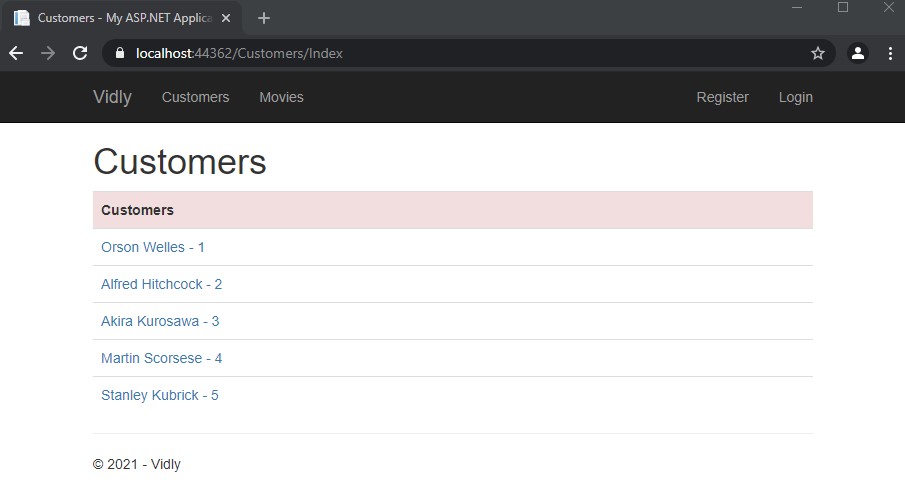 Customers - My ASP.NET Applica
localhost:44362/Customers/Index
Vidly Customers Movies Register Login
Customers
Customers
Orson Welles - 1
Alfred Hitchcock - 2
Akira Kurosawa - 3
Martin Scorsese - 4
Stanley Kubrick - 5
© 2021 - Vidly